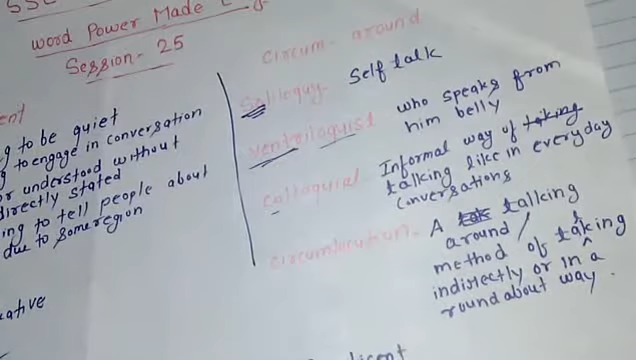 Word Power Made
Session- 25
to be quiet
to engage in conversation
or understood without
directly stated
ing to tell people about
due to some region
circum- around
Soliloquy- Self talk
ventriloquist who speaks from
him belly
colloquial Informal way of taking
talking like in everyday
conversations
circumlocution- A talking
around /
method of talking
indirectly or in a
round about way.